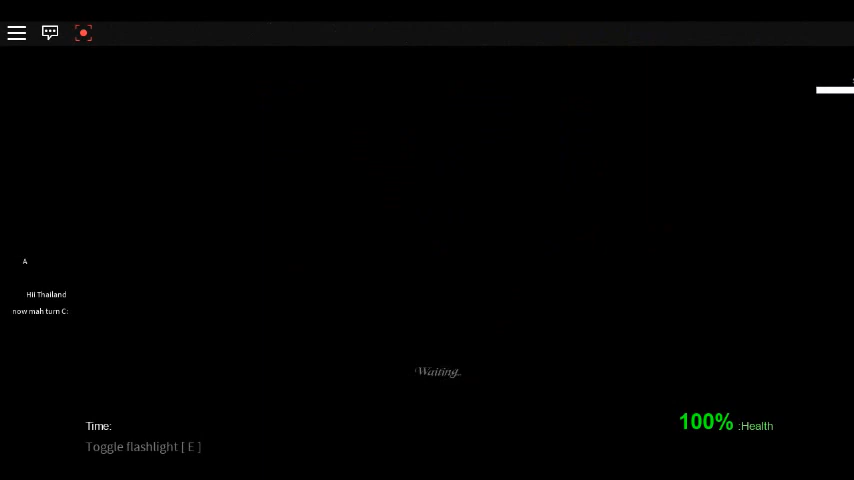 A
Hii Thailand
now mah turn C:
Waiting..
Time:
100% :Health
Toggle flashlight [ E ]